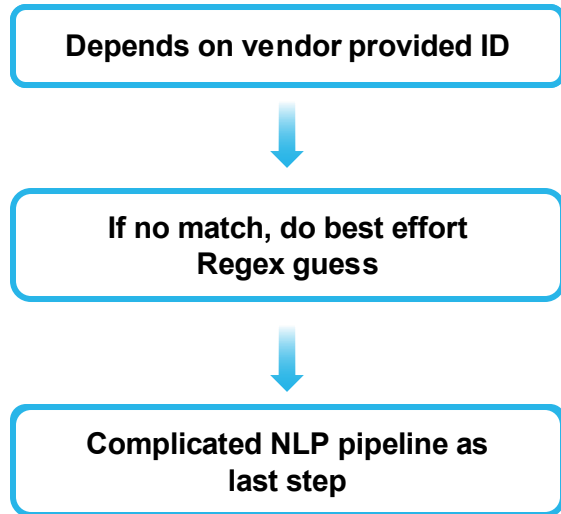 Depends on vendor provided ID
If no match, do best effort
Regex guess
Complicated NLP pipeline as
last step